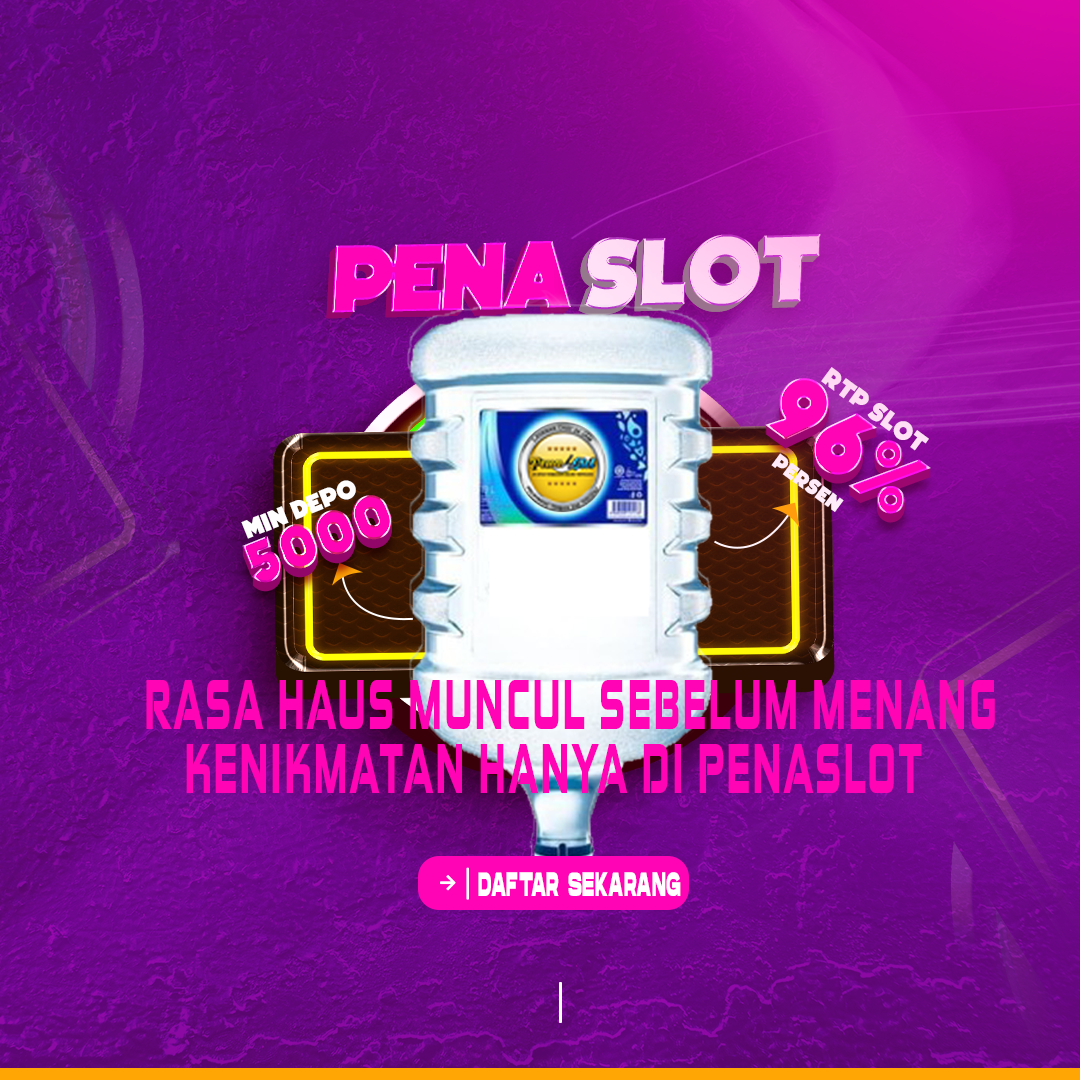 PENA SLOT
RTP SLOT
96%
PERSEN
MIN DEPO
5000
RASA HAUS MUNCUL SEBELUM MENANG
KENIKMATAN HANYA DI PENASLOT
→ | DAFTAR SEKARANG